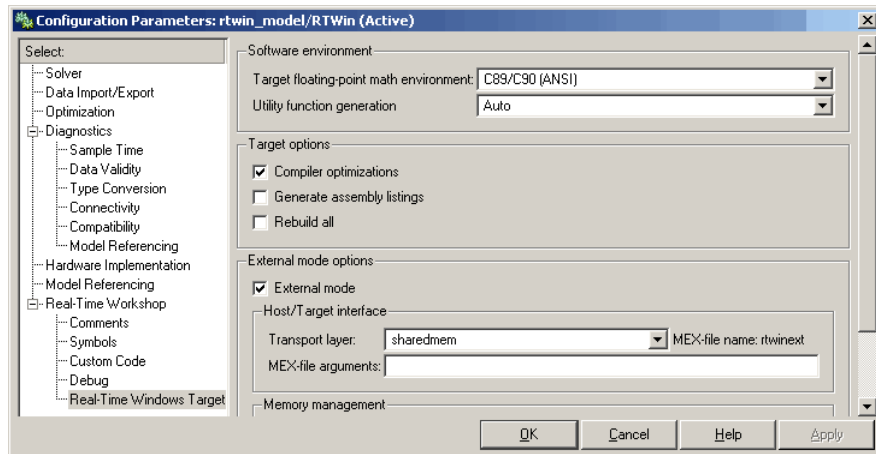 Configuration Parameters: rtwin_model/RTWin (Active)
Select:
Solver
Data Import/Export
Optimization
Diagnostics
Sample Time
Data Validity
Type Conversion
Connectivity
Compatibility
Model Referencing
Hardware Implementation
Model Referencing
Real-Time Workshop
Comments
Symbols
Custom Code
Debug
Real-Time Windows Target
Software environment
Target floating-point math environment: C89/C90 (ANSI)
Utility function generation Auto
Target options
Compiler optimizations
Generate assembly listings
Rebuild all
External mode options
External mode
Host/Target interface
Transport layer: sharedmem MEX-file name: rtwinext
MEX-file arguments:
Memory management
OK Cancel Help Apply